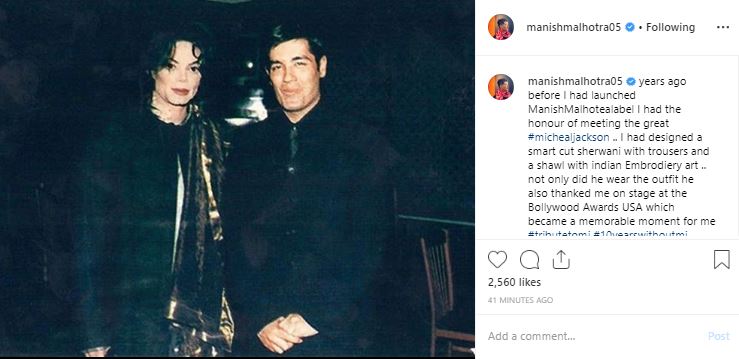 manishmalhotra05 • Following
manishmalhotra05 years ago
before I had launched
ManishMalhotealabel I had the
honour of meeting the great
#michealjackson .. I had designed a
smart cut sherwani with trousers and
a shawl with indian Embrodiery art ..
not only did he wear the outfit he
also thanked me on stage at the
Bollywood Awards USA which
became a memorable moment for me
#tributetomj #10yearswithoutmj
2,560 likes
41 MINUTES AGO
Add a comment...
Post